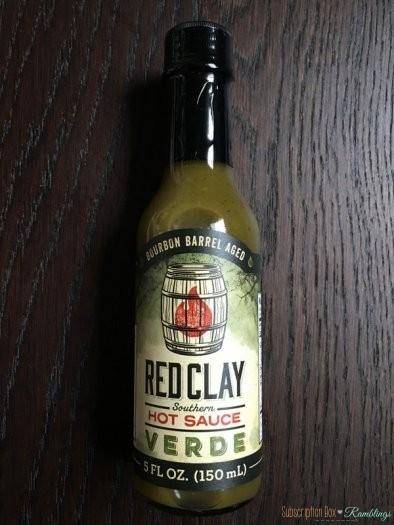 BOURBON BARREL AGED
RED CLAY
Southern
HOT SAUCE
VERDE
5 FL OZ. (150 mL)
Subscription Box ♥ Ramblings